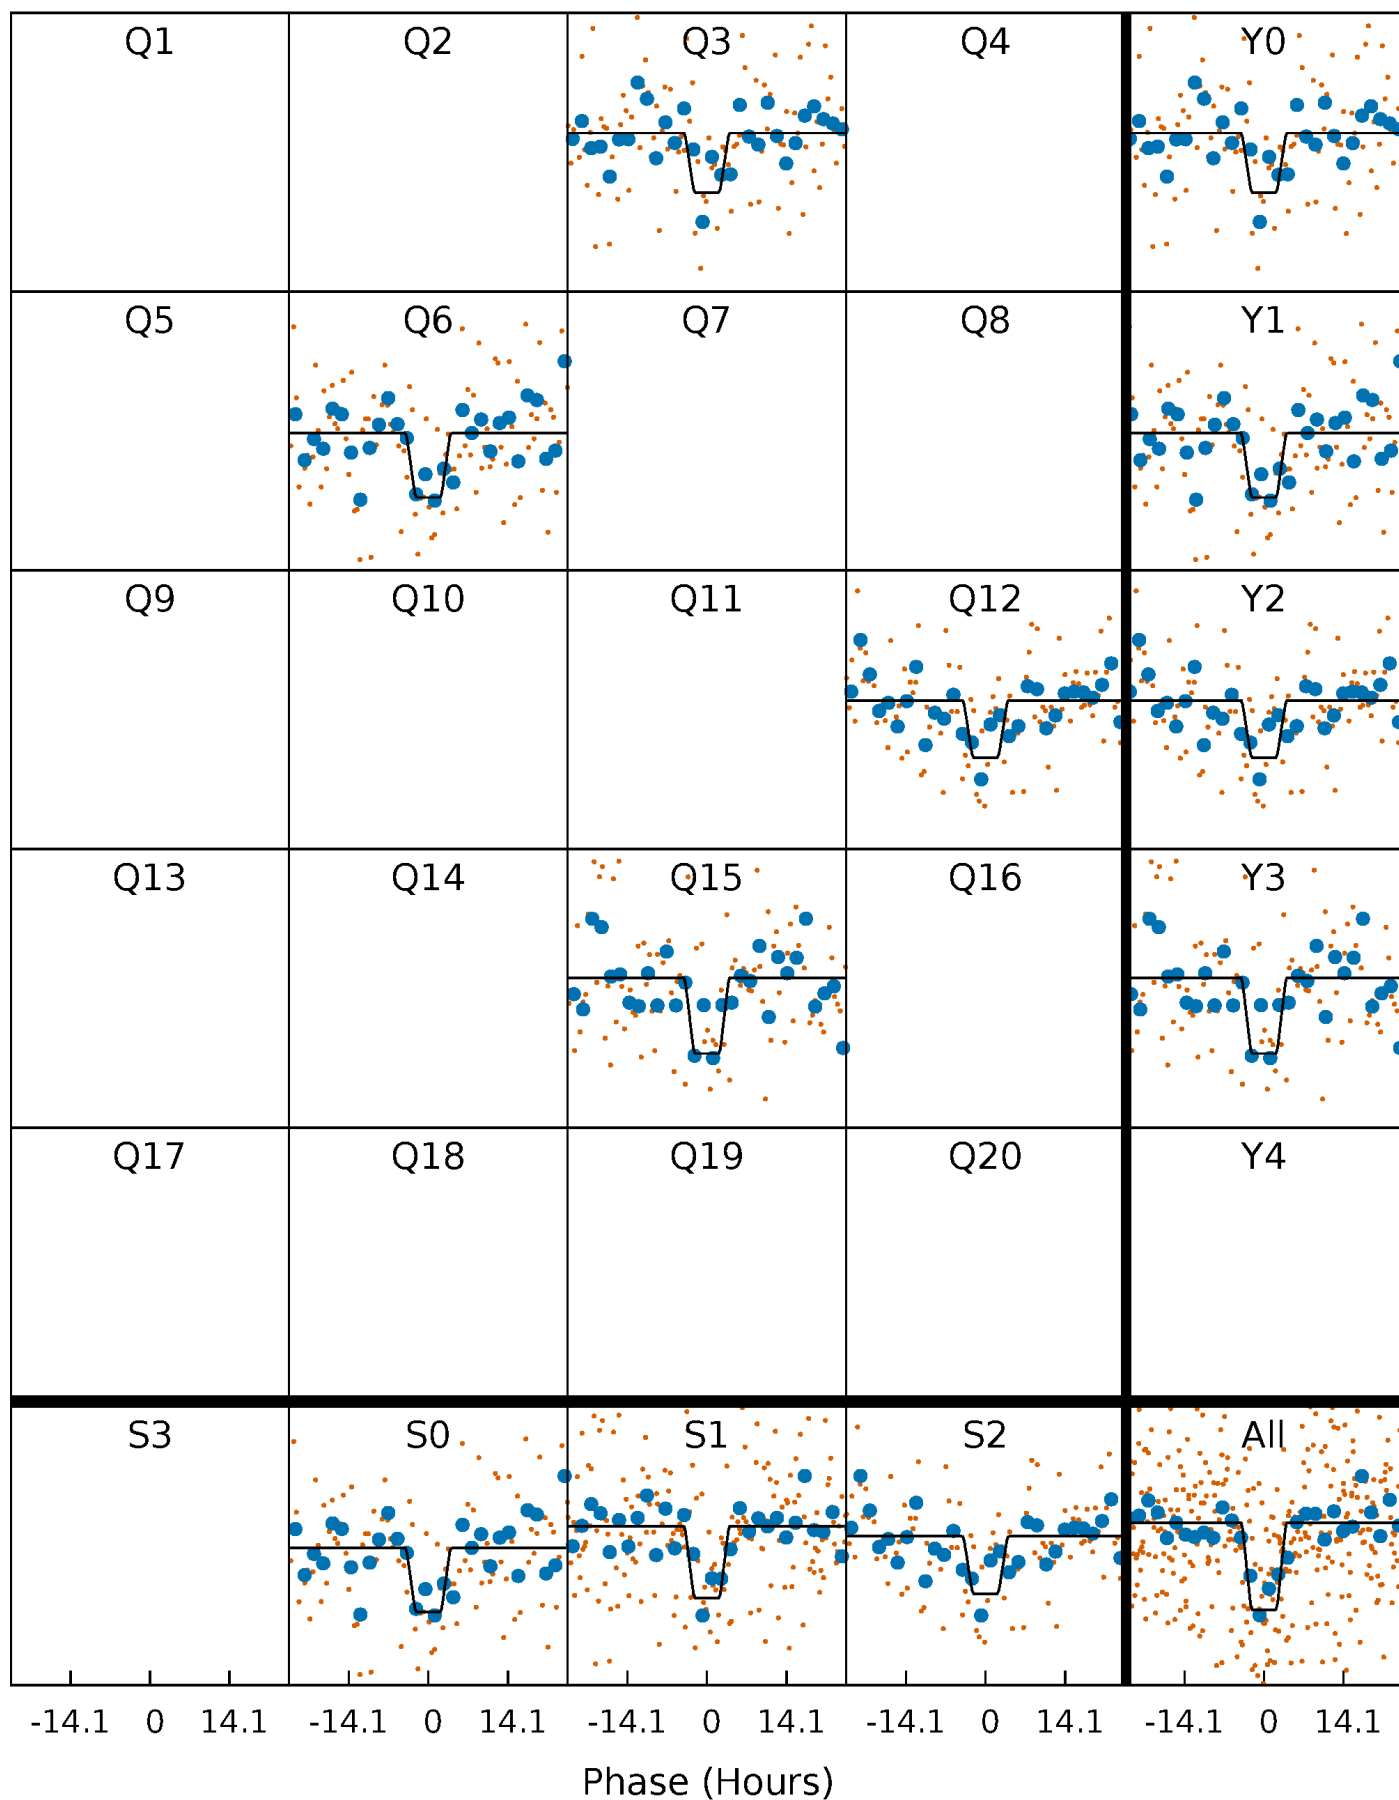 Q1 Q2 Q3 Q4 Y0
Q5 Q6 Q7 Q8 Y1
Q9 Q10 Q11 Q12 Y2
Q13 Q14 Q15 Q16 Y3
Q17 Q18 Q19 Q20 Y4
S3 S0 S1 S2 All
-14.1 0 14.1 -14.1 0 14.1 -14.1 0 14.1 -14.1 0 14.1 -14.1 0 14.1
Phase (Hours)